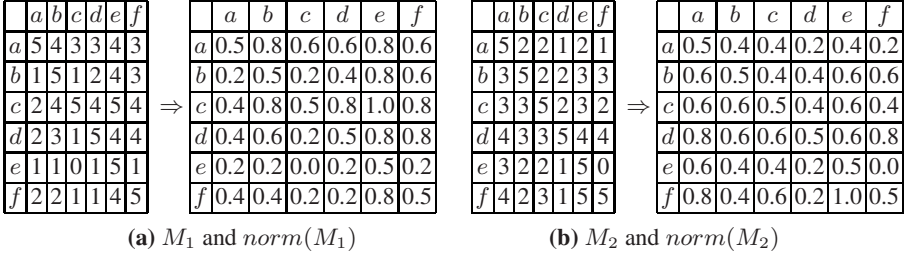 a b c d e f a b c d e f a b c d e f a b c d e f
a 5 4 3 3 4 3 a 0.5 0.8 0.6 0.6 0.8 0.6 a 5 2 2 1 2 1 a 0.5 0.4 0.4 0.2 0.4 0.2
b 1 5 1 2 4 3 b 0.2 0.5 0.2 0.4 0.8 0.6 b 3 5 2 2 3 3 b 0.6 0.5 0.4 0.4 0.6 0.6
c 2 4 5 4 5 4 ⇒ c 0.4 0.8 0.5 0.8 1.0 0.8 c 3 3 5 2 3 2 ⇒ c 0.6 0.6 0.5 0.4 0.6 0.4
d 2 3 1 5 4 4 d 0.4 0.6 0.2 0.5 0.8 0.8 d 4 3 3 5 4 4 d 0.8 0.6 0.6 0.5 0.6 0.8
e 1 1 0 1 5 1 e 0.2 0.2 0.0 0.2 0.5 0.2 e 3 2 2 1 5 0 e 0.6 0.4 0.4 0.2 0.5 0.0
f 2 2 1 1 4 5 f 0.4 0.4 0.2 0.2 0.8 0.5 f 4 2 3 1 5 5 f 0.8 0.4 0.6 0.2 1.0 0.5
(a) M₁ and norm(M₁) (b) M₂ and norm(M₂)